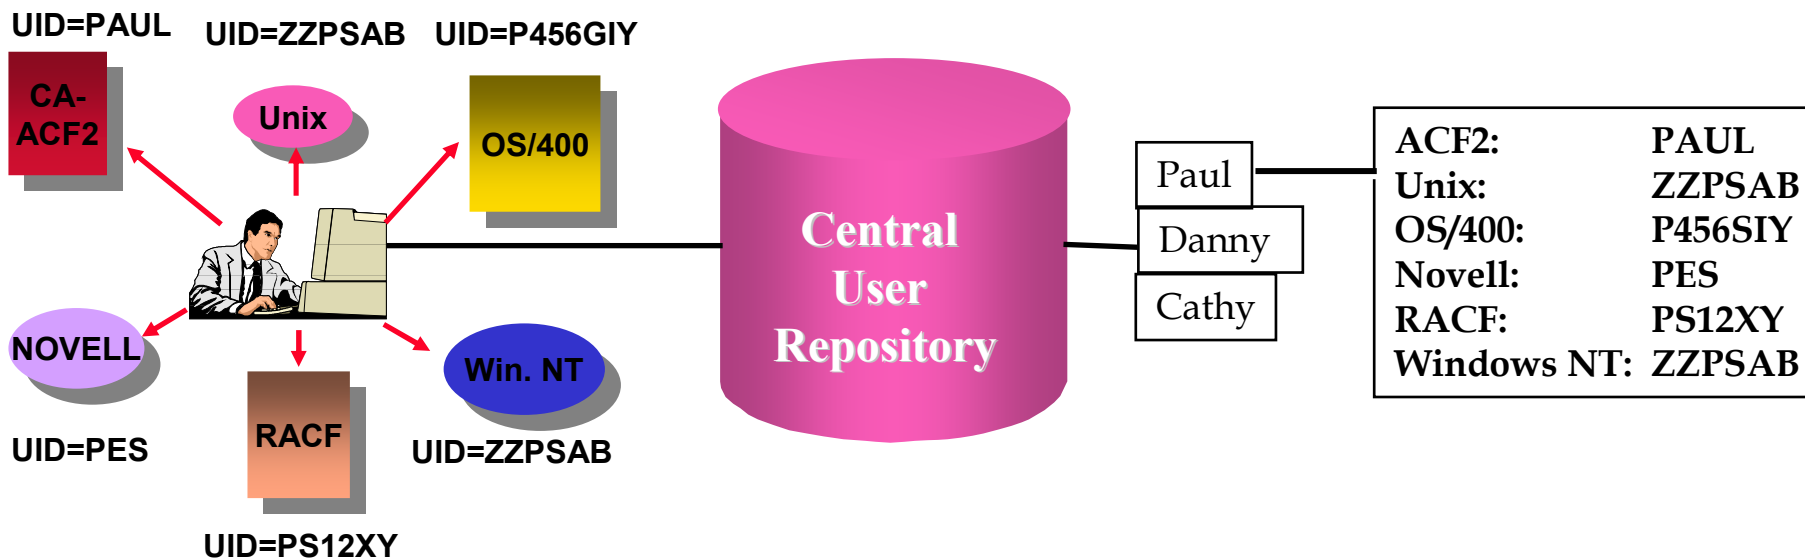 UID=PAUL
UID=ZZPSAB
UID=P456GIY
CA-
ACF2
Unix
OS/400
NOVELL
RACF
Win. NT
UID=PES
UID=ZZPSAB
UID=PS12XY
Central
User
Repository
Paul
Danny
Cathy
ACF2: PAUL
Unix: ZZPSAB
OS/400: P456SIY
Novell: PES
RACF: PS12XY
Windows NT: ZZPSAB